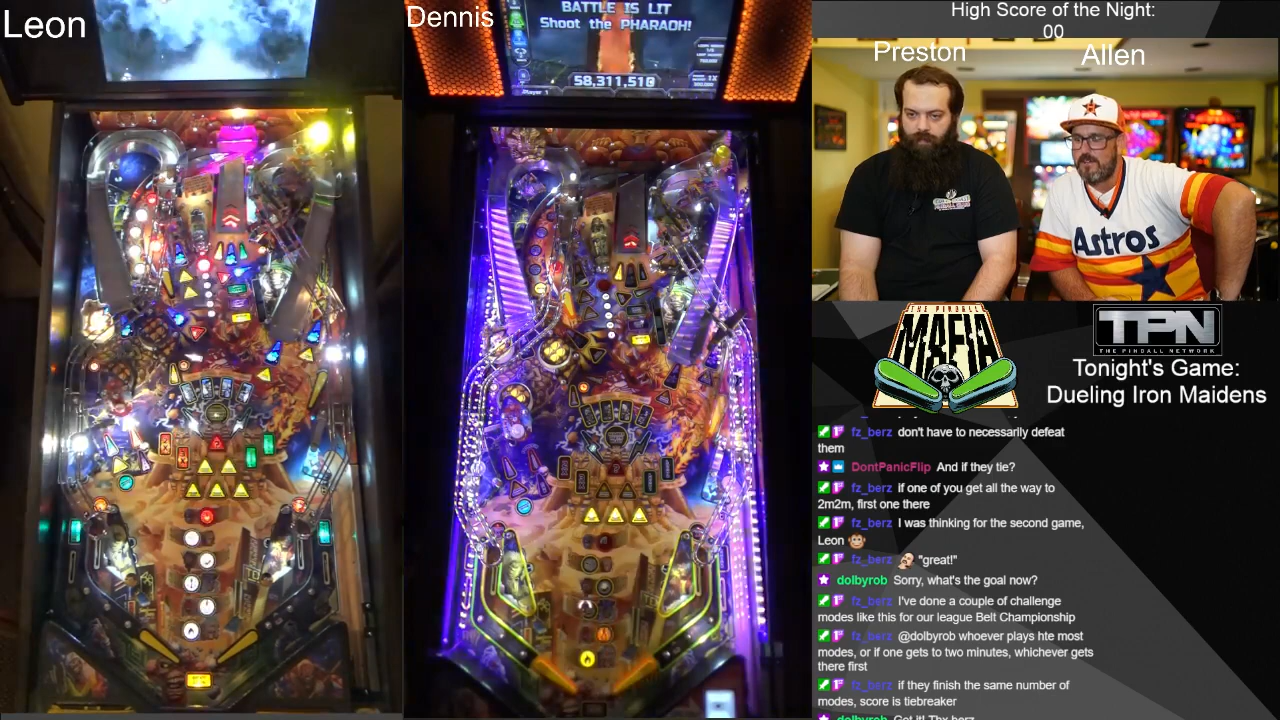 Leon
Dennis
BATTLE IS LIT
Shoot the PHARAOH!
58,311,510
High Score of the Night:
00
Preston
Allen
Astros
THE PINBALL
MAFIA
TPN
THE PINBALL NETWORK
Tonight's Game:
Dueling Iron Maidens
fz_berz don't have to necessarily defeat
them
DontPanicFlip And if they tie?
fz_berz if one of you get all the way to
2m2m, first one there
fz_berz I was thinking for the second game,
Leon
fz_berz "great!"
dolbyrob Sorry, what's the goal now?
fz_berz I've done a couple of challenge
modes like this for our league Belt Championship
fz_berz @dolbyrob whoever plays hte most
modes, or if one gets to two minutes, whichever gets
there first
fz_berz if they finish the same number of
modes, score is tiebreaker
dolbyrob Got it! Thx berz